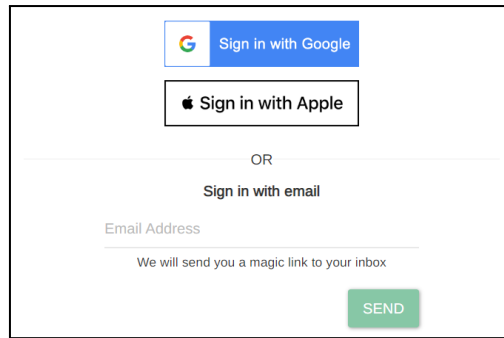 Sign in with Google
Sign in with Apple
OR
Sign in with email
Email Address
We will send you a magic link to your inbox
SEND